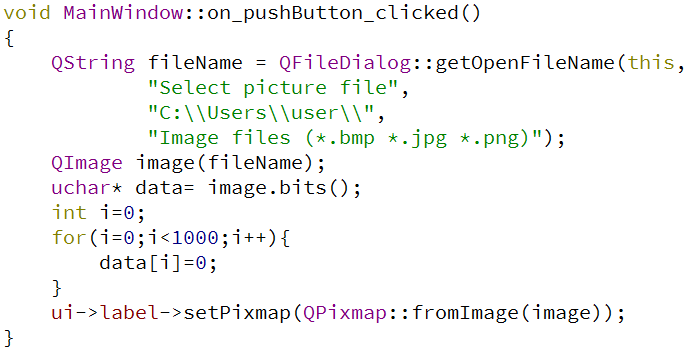 void MainWindow::on_pushButton_clicked()
{
    QString fileName = QFileDialog::getOpenFileName(this,
            "Select picture file",
            "C:\\Users\\user\\",
            "Image files (*.bmp *.jpg *.png)");
    QImage image(fileName);
    uchar* data= image.bits();
    int i=0;
    for(i=0;i<1000;i++){
        data[i]=0;
    }
    ui->label->setPixmap(QPixmap::fromImage(image));
}